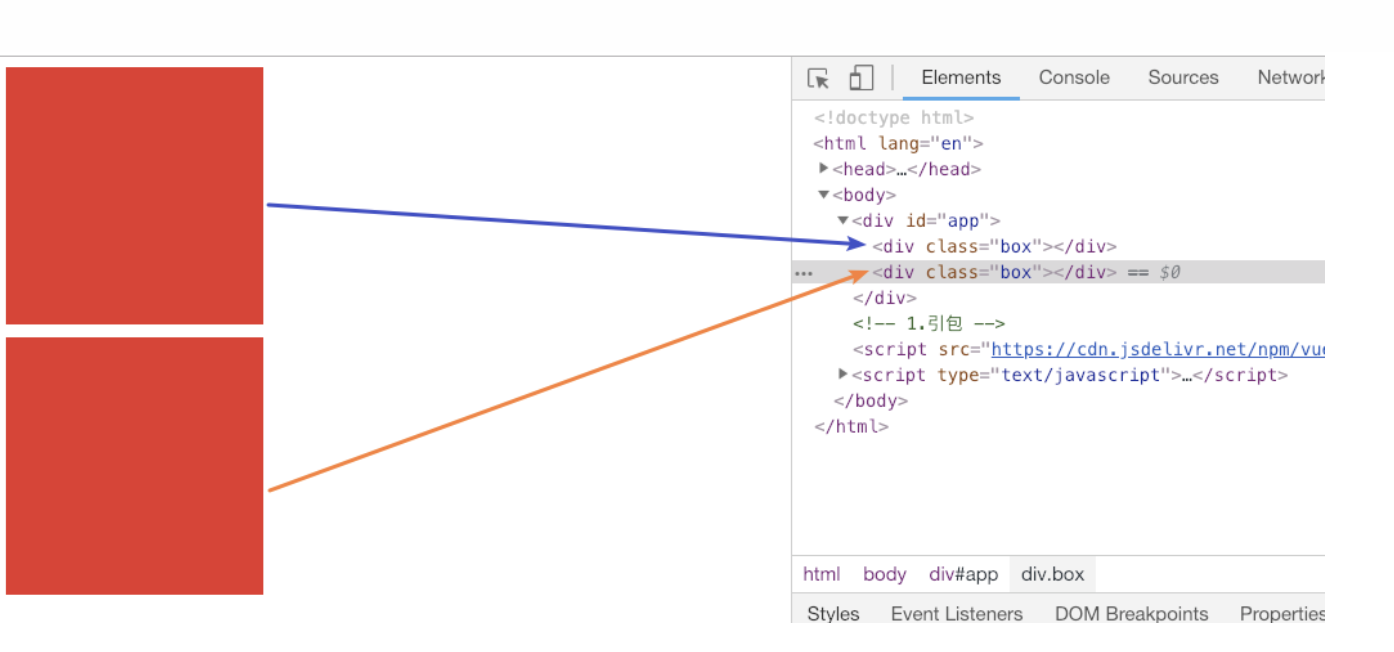 Elements Console Sources Network
<!doctype html>
<html lang="en">
<head>…</head>
<body>
<div id="app">
<div class="box"></div>
... <div class="box"></div> == $0
</div>
<!-- 1.引包 -->
<script src="https://cdn.jsdelivr.net/npm/vue
<script type="text/javascript">…</script>
</body>
</html>
html body div#app div.box
Styles Event Listeners DOM Breakpoints Properties